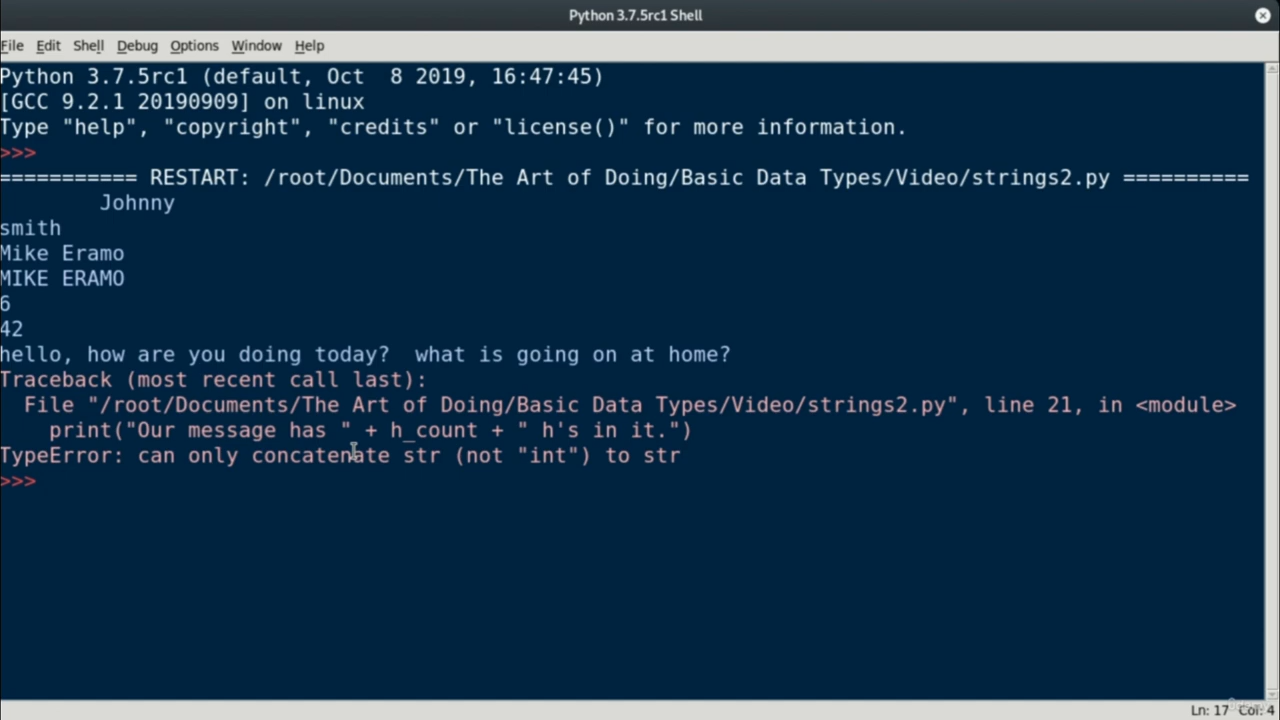 Python 3.7.5rc1 Shell
File Edit Shell Debug Options Window Help
Python 3.7.5rc1 (default, Oct  8 2019, 16:47:45)
[GCC 9.2.1 20190909] on linux
Type "help", "copyright", "credits" or "license()" for more information.
>>>
=========== RESTART: /root/Documents/The Art of Doing/Basic Data Types/Video/strings2.py ==========
        Johnny
smith
Mike Eramo
MIKE ERAMO
6
42
hello, how are you doing today?  what is going on at home?
Traceback (most recent call last):
  File "/root/Documents/The Art of Doing/Basic Data Types/Video/strings2.py", line 21, in <module>
    print("Our message has " + h_count + " h's in it.")
TypeError: can only concatenate str (not "int") to str
>>>
Ln: 17 Col: 4